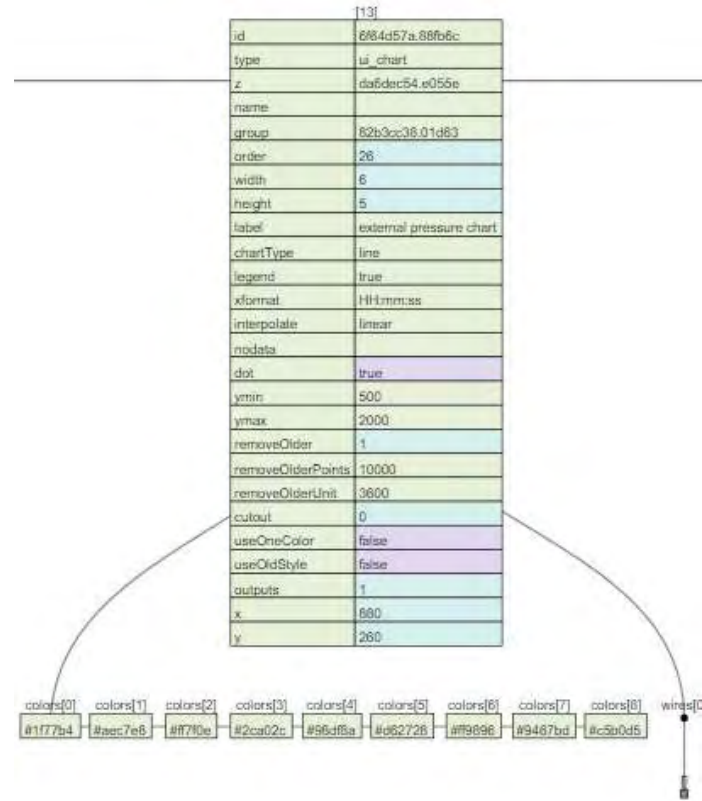 [13]
id 6f64d57a.88fb6c
type ui_chart
z da6dec54.e055e
name
group 82b3cc38.01d63
order 26
width 6
height 5
label external pressure chart
chartType line
legend true
xformat HH:mm:ss
interpolate linear
nodata
dot true
ymin 500
ymax 2000
removeOlder 1
removeOlderPoints 10000
removeOlderUnit 3600
cutout 0
useOneColor false
useOldStyle false
outputs 1
x 680
y 260
colors[0] colors[1] colors[2] colors[3] colors[4] colors[5] colors[6] colors[7] colors[8] wires[0
#1f77b4 #aec7e8 #ff7f0e #2ca02c #98df8a #d62728 #ff9896 #9467bd #c5b0d5